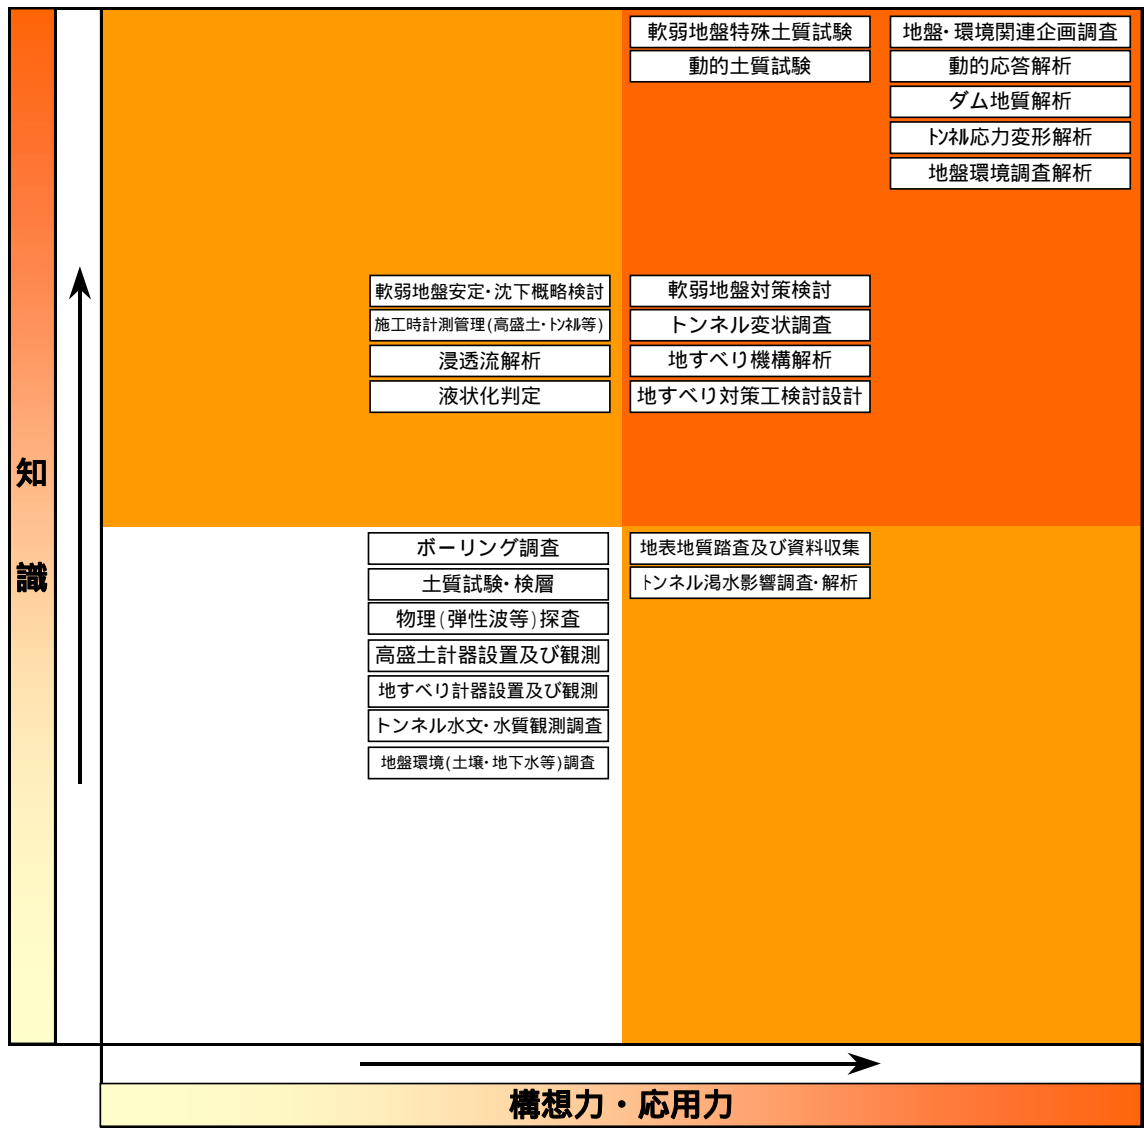 軟弱地盤特殊土質試験
動的土質試験
地盤・環境関連企画調査
動的応答解析
ダム地質解析
ﾄﾝﾈﾙ応力変形解析
地盤環境調査解析
軟弱地盤安定・沈下概略検討
施工時計測管理(高盛土・ﾄﾝﾈﾙ等)
浸透流解析
液状化判定
軟弱地盤対策検討
トンネル変状調査
地すべり機構解析
地すべり対策工検討設計
知
識
ボーリング調査
土質試験・検層
物理(弾性波等)探査
高盛土計器設置及び観測
地すべり計器設置及び観測
トンネル水文・水質観測調査
地盤環境(土壌・地下水等)調査
地表地質踏査及び資料収集
トンネル渇水影響調査・解析
構想力・応用力